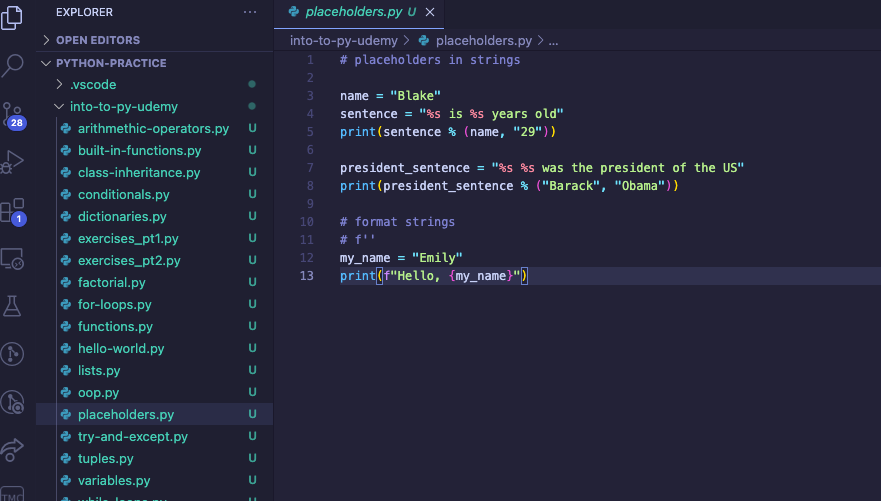 EXPLORER
...
OPEN EDITORS
PYTHON-PRACTICE
.vscode
into-to-py-udemy
arithmethic-operators.py U
built-in-functions.py U
class-inheritance.py U
conditionals.py U
dictionaries.py U
exercises_pt1.py U
exercises_pt2.py U
factorial.py U
for-loops.py U
functions.py U
hello-world.py U
lists.py U
oop.py U
placeholders.py U
try-and-except.py U
tuples.py U
variables.py U
28
1
TMC
placeholders.py U ×
into-to-py-udemy > placeholders.py > ...
1 # placeholders in strings
2
3 name = "Blake"
4 sentence = "%s is %s years old"
5 print(sentence % (name, "29"))
6
7 president_sentence = "%s %s was the president of the US"
8 print(president_sentence % ("Barack", "Obama"))
9
10 # format strings
11 # f''
12 my_name = "Emily"
13 print(f"Hello, {my_name}")